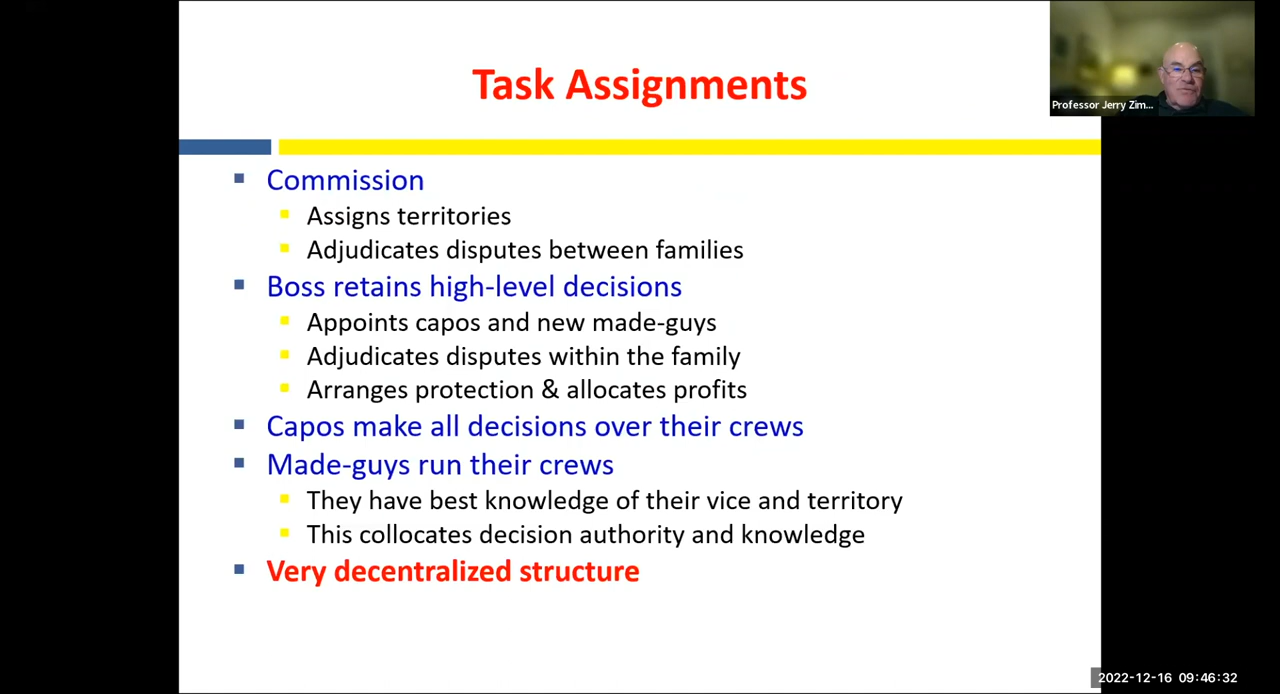 Task Assignments
Professor Jerry Zim...
Commission
Assigns territories
Adjudicates disputes between families
Boss retains high-level decisions
Appoints capos and new made-guys
Adjudicates disputes within the family
Arranges protection & allocates profits
Capos make all decisions over their crews
Made-guys run their crews
They have best knowledge of their vice and territory
This collocates decision authority and knowledge
Very decentralized structure
2022-12-16 09:46:32